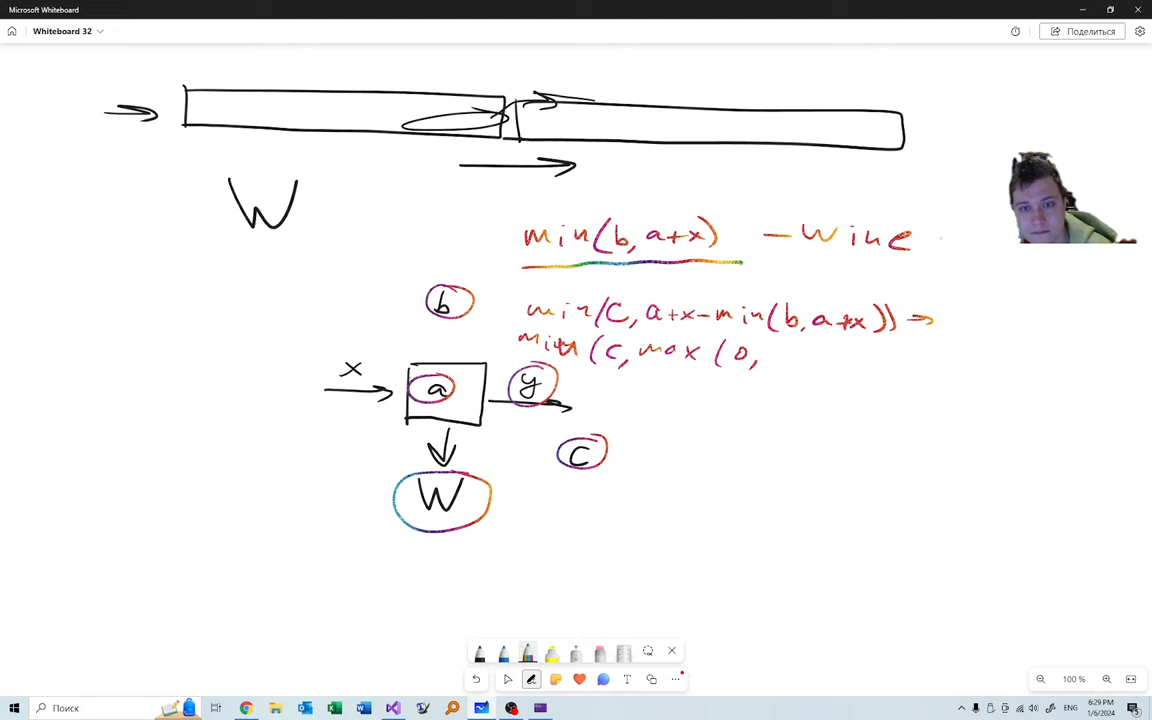 Microsoft Whiteboard
Whiteboard 32
Поделиться
W
min(b, a+x) - Wine
b
min(C, a+x-min(b, a+x)) →
min(C, max(0,
x
a
y
C
W
100 %
Поиск
ENG
6:29 PM
1/6/2024
5